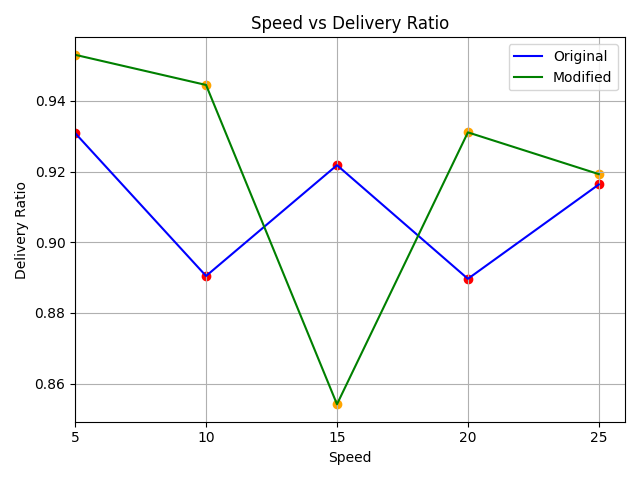 Speed vs Delivery Ratio
Original
Modified
Delivery Ratio
0.94
0.92
0.90
0.88
0.86
5
10
15
20
25
Speed